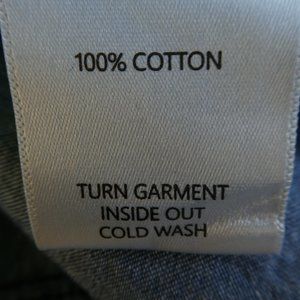 100% COTTON
TURN GARMENT
INSIDE OUT
COLD WASH